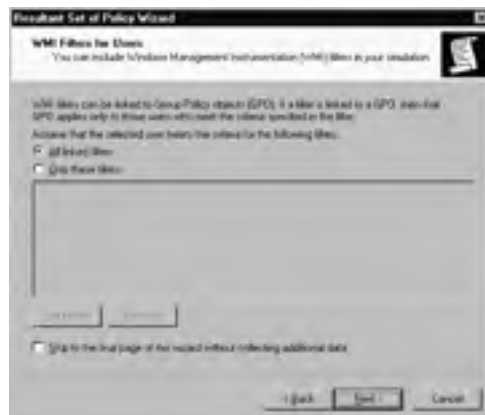 Resultant Set of Policy Wizard
WMI Filters for Users
You can include Windows Management Instrumentation (WMI) filters in your simulation.
WMI filters can be linked to Group Policy objects (GPO). If a filter is linked to a GPO, then that
GPO applies only to those users who meet the criteria specified in the filter.
Assume that the selected user meets the criteria for the following filters:
All linked filters
Only these filters:
Skip to the final page of this wizard without collecting additional data
< Back
Next >
Cancel